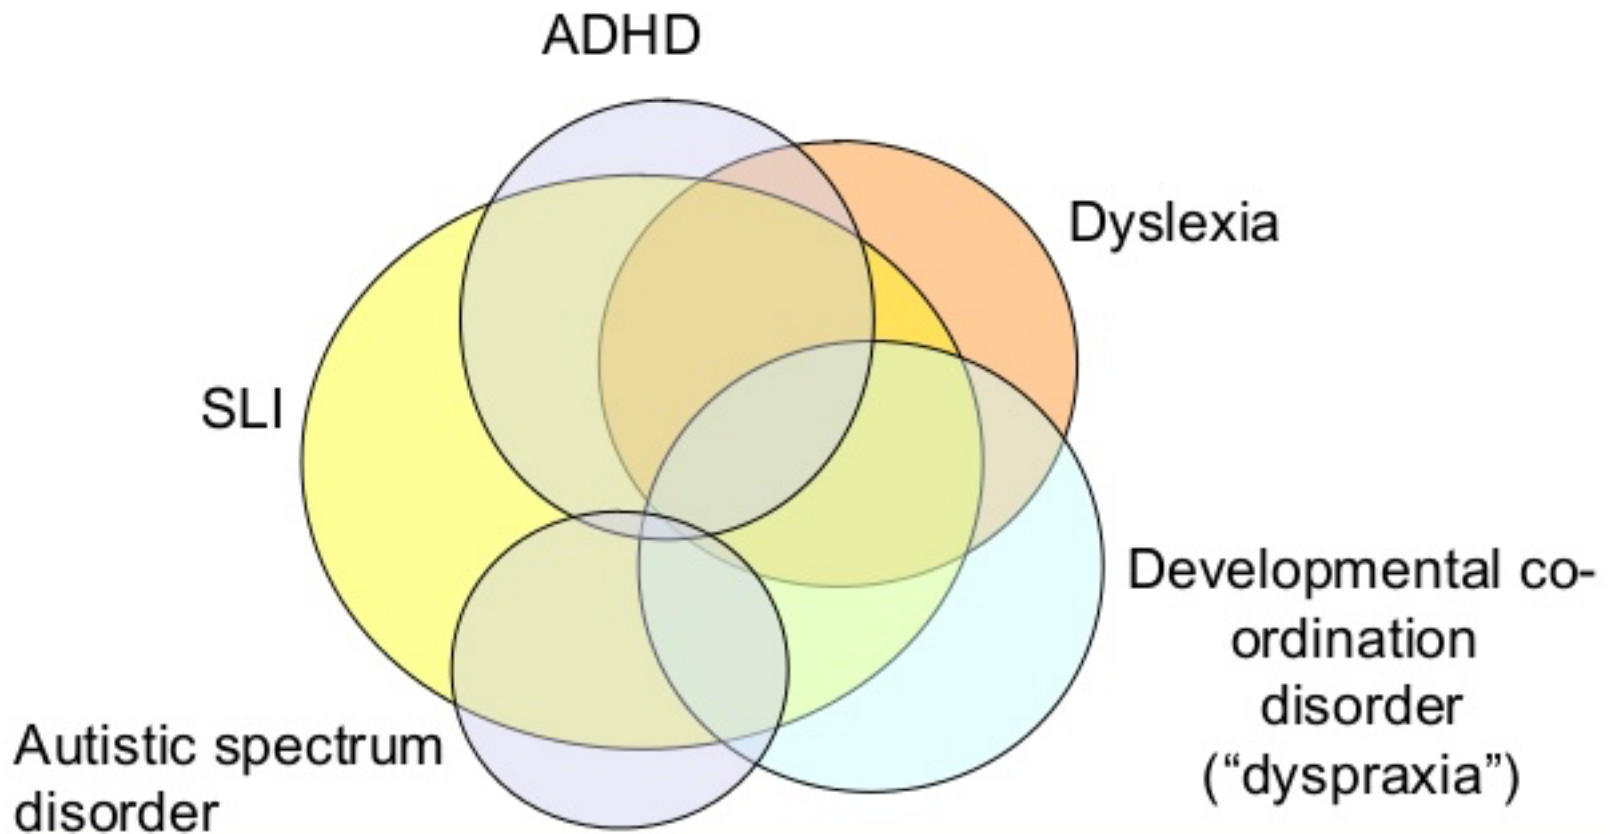 ADHD
Dyslexia
SLI
Developmental co-
ordination
disorder
(“dyspraxia”)
Autistic spectrum
disorder